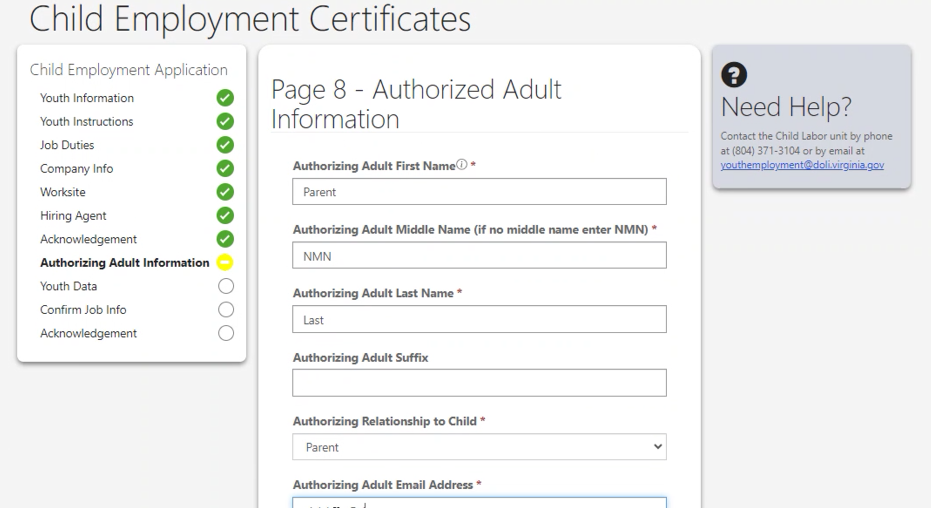 Child Employment Certificates
Child Employment Application
Youth Information
Youth Instructions
Job Duties
Company Info
Worksite
Hiring Agent
Acknowledgement
Authorizing Adult Information
Youth Data
Confirm Job Info
Acknowledgement
Page 8 - Authorized Adult
Information
Authorizing Adult First Name *
Parent
Authorizing Adult Middle Name (if no middle name enter NMN) *
NMN
Authorizing Adult Last Name *
Last
Authorizing Adult Suffix
Authorizing Relationship to Child *
Parent
Authorizing Adult Email Address *
?
Need Help?
Contact the Child Labor unit by phone
at (804) 371-3104 or by email at
youthemployment@doli.virginia.gov